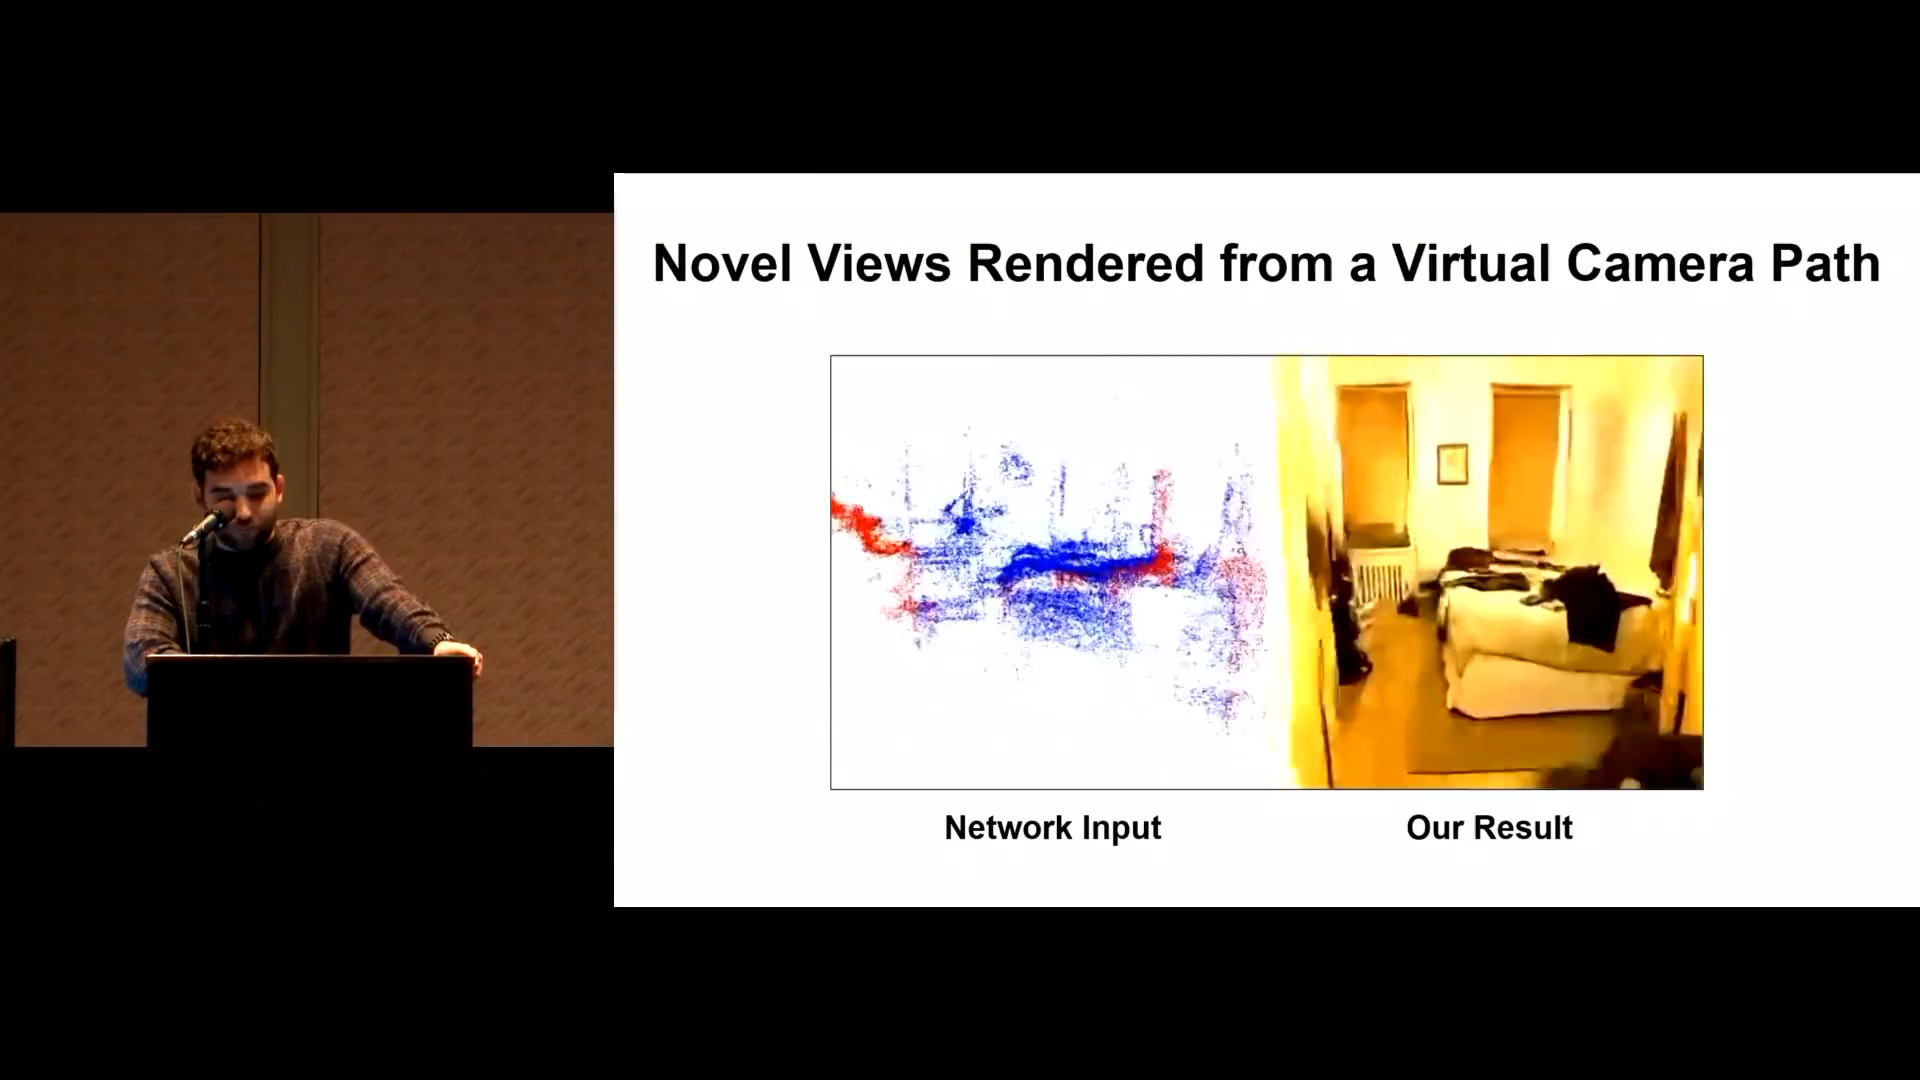 Novel Views Rendered from a Virtual Camera Path
Network Input
Our Result